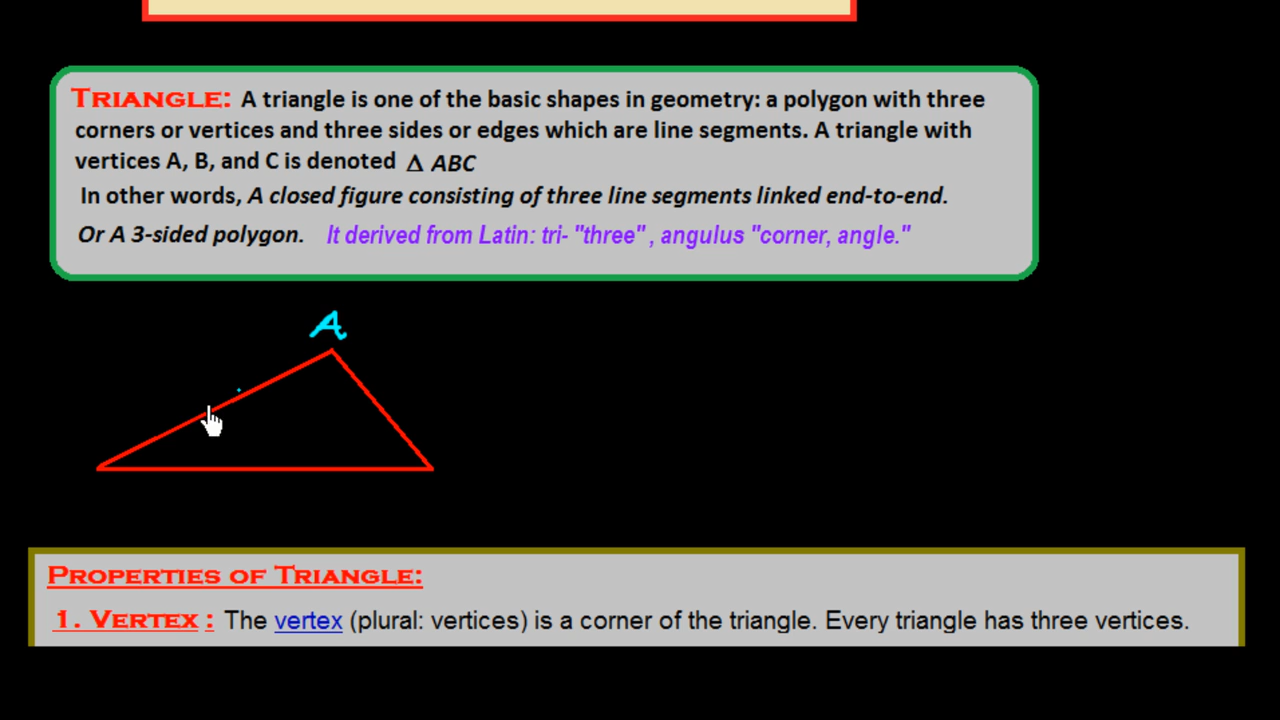 TRIANGLE: A triangle is one of the basic shapes in geometry: a polygon with three
corners or vertices and three sides or edges which are line segments. A triangle with
vertices A, B, and C is denoted Δ ABC
In other words, A closed figure consisting of three line segments linked end-to-end.
Or A 3-sided polygon. It derived from Latin: tri- "three" , angulus "corner, angle."
A
PROPERTIES OF TRIANGLE:
1. VERTEX : The vertex (plural: vertices) is a corner of the triangle. Every triangle has three vertices.